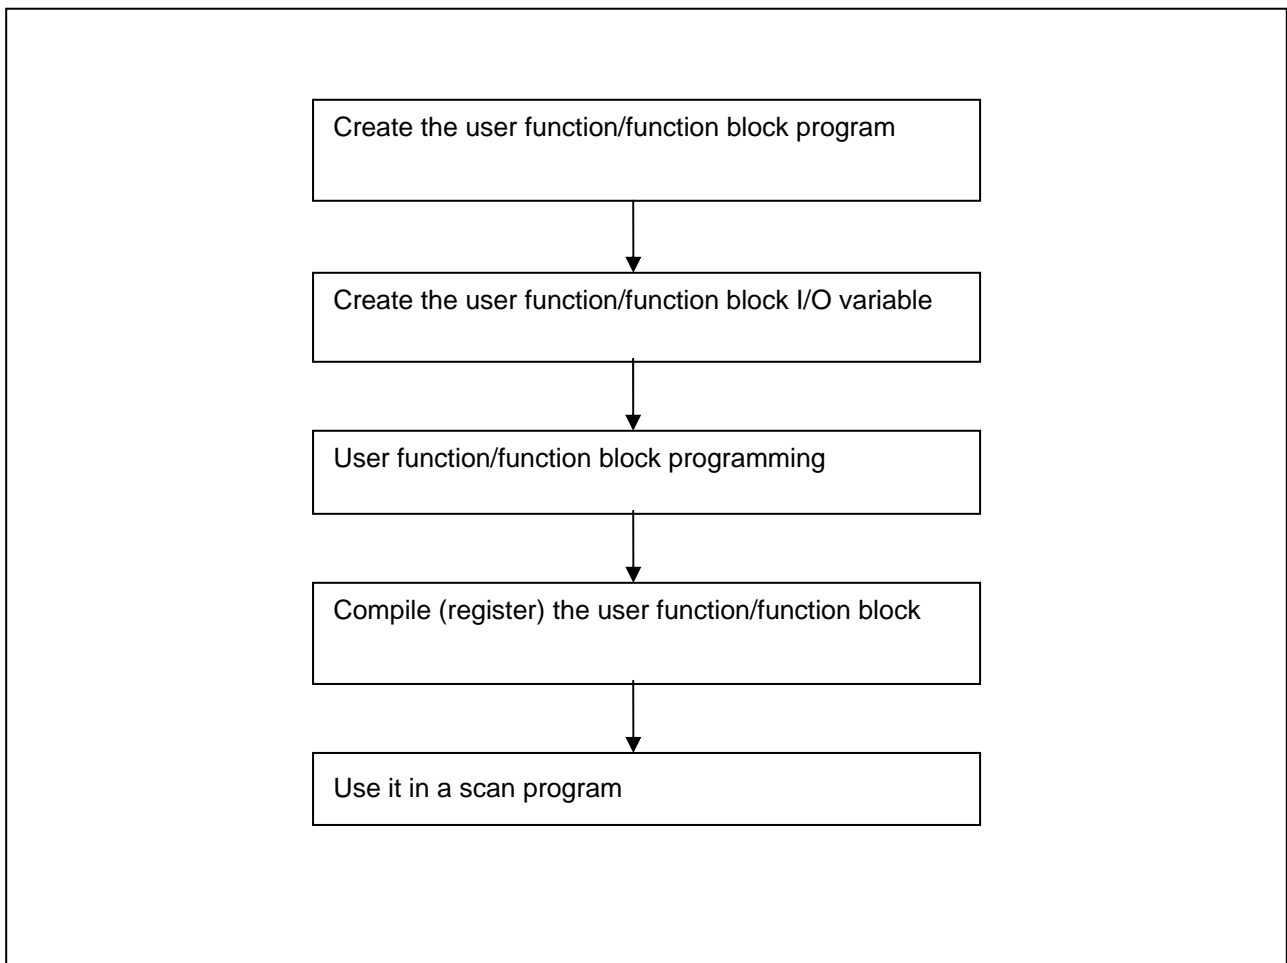 Create the user function/function block program
Create the user function/function block I/O variable
User function/function block programming
Compile (register) the user function/function block
Use it in a scan program